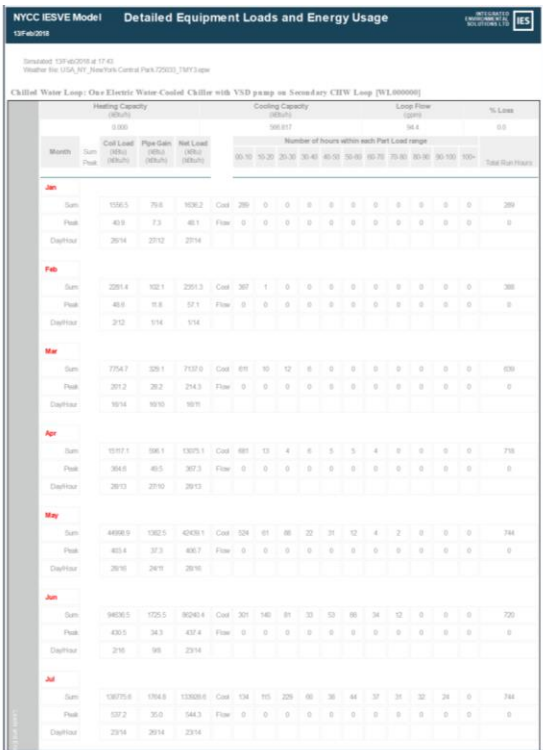 NYCC IESVE Model Detailed Equipment Loads and Energy Usage
INTEGRATED ENVIRONMENTAL SOLUTIONS LTD IES
13/Feb/2018
Simulated: 13/Feb/2018 at 17:43
Weather file: USA_NY_NewYork-Central.Park.725033_TMY3.epw
Chilled Water Loop: One Electric Water Cooled Chiller with VSD pump on Secondary CHW Loop [WL000000]
Heating Capacity Cooling Capacity Loop Flow % Loss
(kBtu/h) (kBtu/h) (gpm)
0.000 94.4 0.0
Month Sum Peak Coil Load Pipe Gain Net Load Number of hours within each Part Load range
(kBtu) (kBtu) (kBtu)
(kBtu/h) (kBtu/h) (kBtu/h) 00-10 10-20 20-30 30-40 40-50 50-60 60-70 70-80 80-90 90-100 100+ Total Run Hours
Jan
Sum 1556.5 79.8 1636.2 Cool 289 0 0 0 0 0 0 0 0 0 0 289
Peak 40.8 7.3 48.1 Flow 0 0 0 0 0 0 0 0 0 0 0 0
Day/Hour 26/14 27/12 27/14
Feb
Sum 2261.4 102.1 2351.3 Cool 387 1 0 0 0 0 0 0 0 0 0 388
Peak 48.6 11.8 57.1 Flow 0 0 0 0 0 0 0 0 0 0 0 0
Day/Hour 2/12 1/14 1/14
Mar
Sum 7754.7 329.1 7137.0 Cool 611 10 12 6 0 0 0 0 0 0 0 639
Peak 201.2 28.2 214.3 Flow 0 0 0 0 0 0 0 0 0 0 0 0
Day/Hour 16/14 16/10 16/11
Apr
Sum 15117.1 596.1 13075.1 Cool 681 13 4 6 5 5 4 0 0 0 0 718
Peak 364.8 49.5 367.3 Flow 0 0 0 0 0 0 0 0 0 0 0 0
Day/Hour 28/13 27/10 28/13
May
Sum 44998.9 1382.5 42439.1 Cool 524 61 88 22 31 12 4 2 0 0 0 744
Peak 403.4 37.3 406.7 Flow 0 0 0 0 0 0 0 0 0 0 0 0
Day/Hour 28/16 24/11 28/16
Jun
Sum 94636.5 1725.5 86240.4 Cool 301 140 81 33 53 66 34 12 0 0 0 720
Peak 430.5 34.3 437.4 Flow 0 0 0 0 0 0 0 0 0 0 0 0
Day/Hour 2/16 9/8 23/14
Jul
Sum 138775.6 1764.8 133928.6 Cool 134 115 229 60 38 44 37 31 32 24 0 744
Peak 537.2 35.0 544.3 Flow 0 0 0 0 0 0 0 0 0 0 0 0
Day/Hour 23/14 26/14 23/14